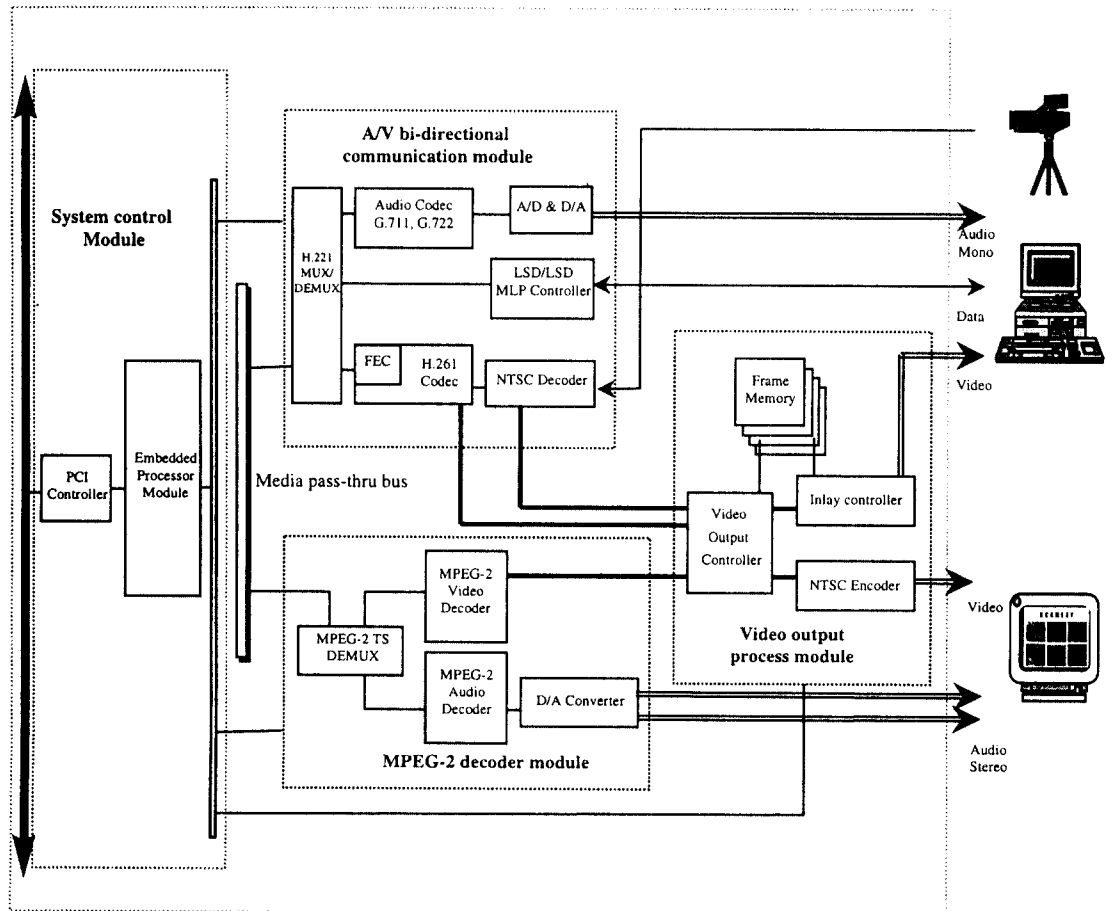 A/V bi-directional
communication module
System control
Module
Audio Codec
G.711, G.722
A/D & D/A
Audio
Mono
H.221
MUX/
DEMUX
LSD/LSD
MLP Controller
Data
FEC
H.261
Codec
NTSC Decoder
Video
Frame
Memory
PCI
Controller
Embedded
Processor
Module
Media pass-thru bus
Video
Output
Controller
Inlay controller
MPEG-2
Video
Decoder
NTSC Encoder
Video
MPEG-2 TS
DEMUX
Video output
process module
MPEG-2
Audio
Decoder
D/A Converter
MPEG-2 decoder module
Audio
Stereo